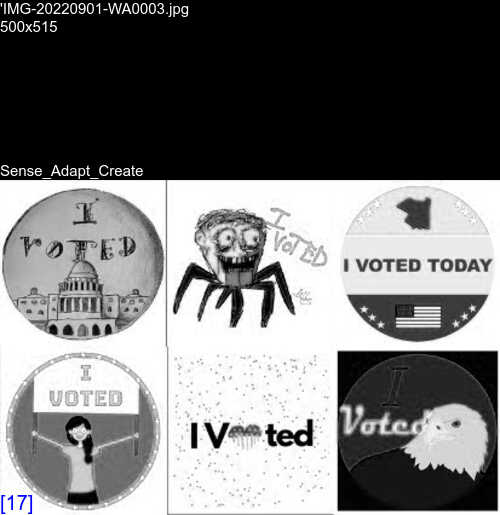 'IMG-20220901-WA0003.jpg
500x515
Sense_Adapt_Create
I
VOTED
I
VOTED
I VOTED TODAY
I
VOTED
I V ted
I
Voted
[17]